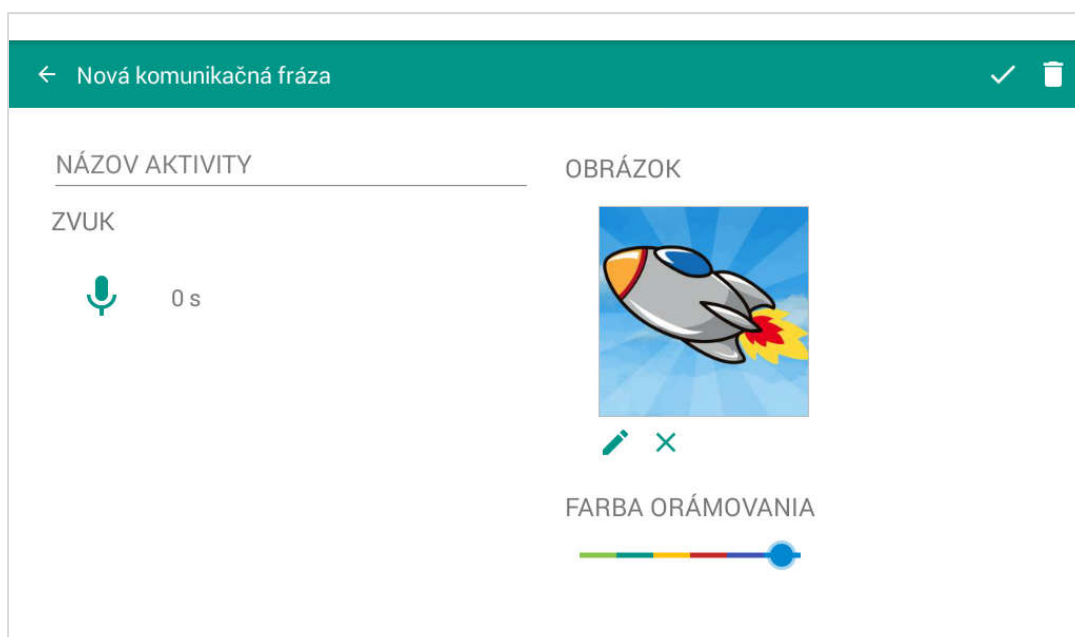 Nová komunikačná fráza
NÁZOV AKTIVITY
ZVUK
0 s
OBRÁZOK
FARBA ORÁMOVANIA